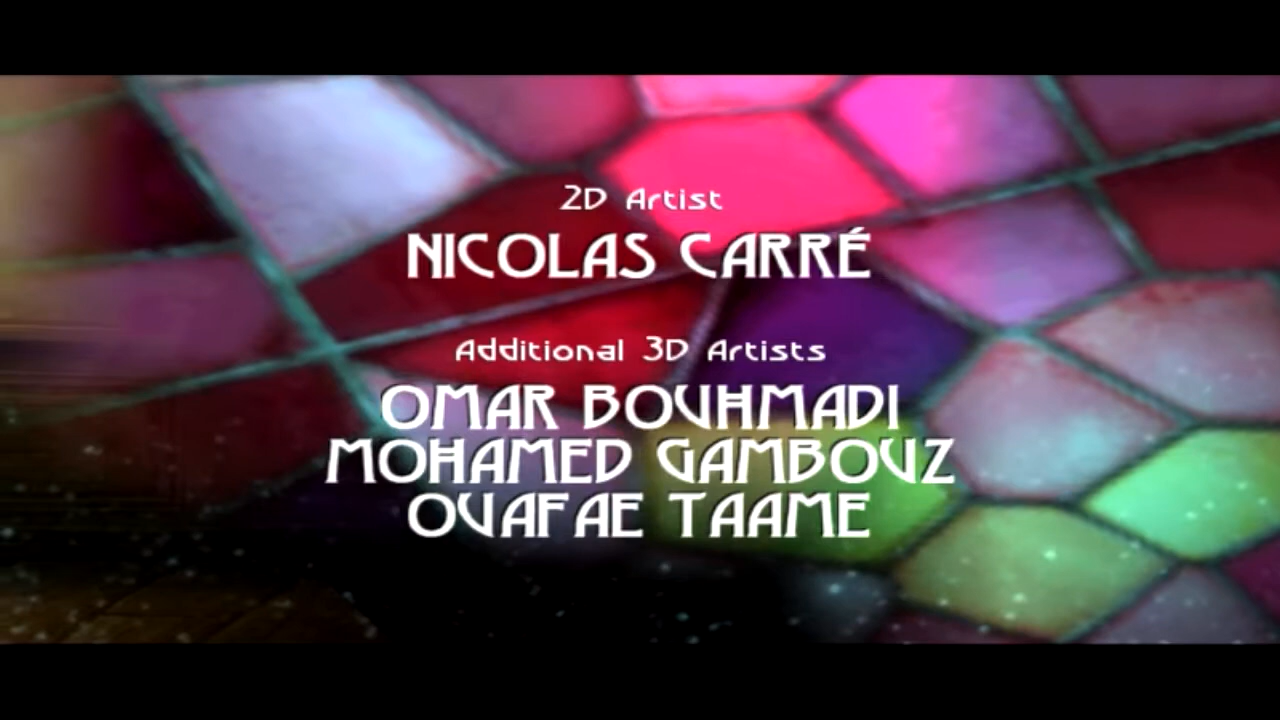 2D Artist
NICOLAS CARRÉ
Additional 3D Artists
OMAR BOUHMADI
MOHAMED GAMBOUZ
OUAFAE TAAME